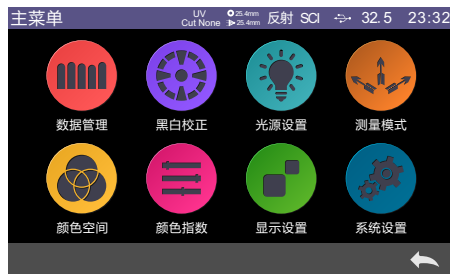 主菜单 UV Cut None 25.4mm 25.4mm 反射 SCI 32.5 23:32
数据管理 黑白校正 光源设置 测量模式
颜色空间 颜色指数 显示设置 系统设置